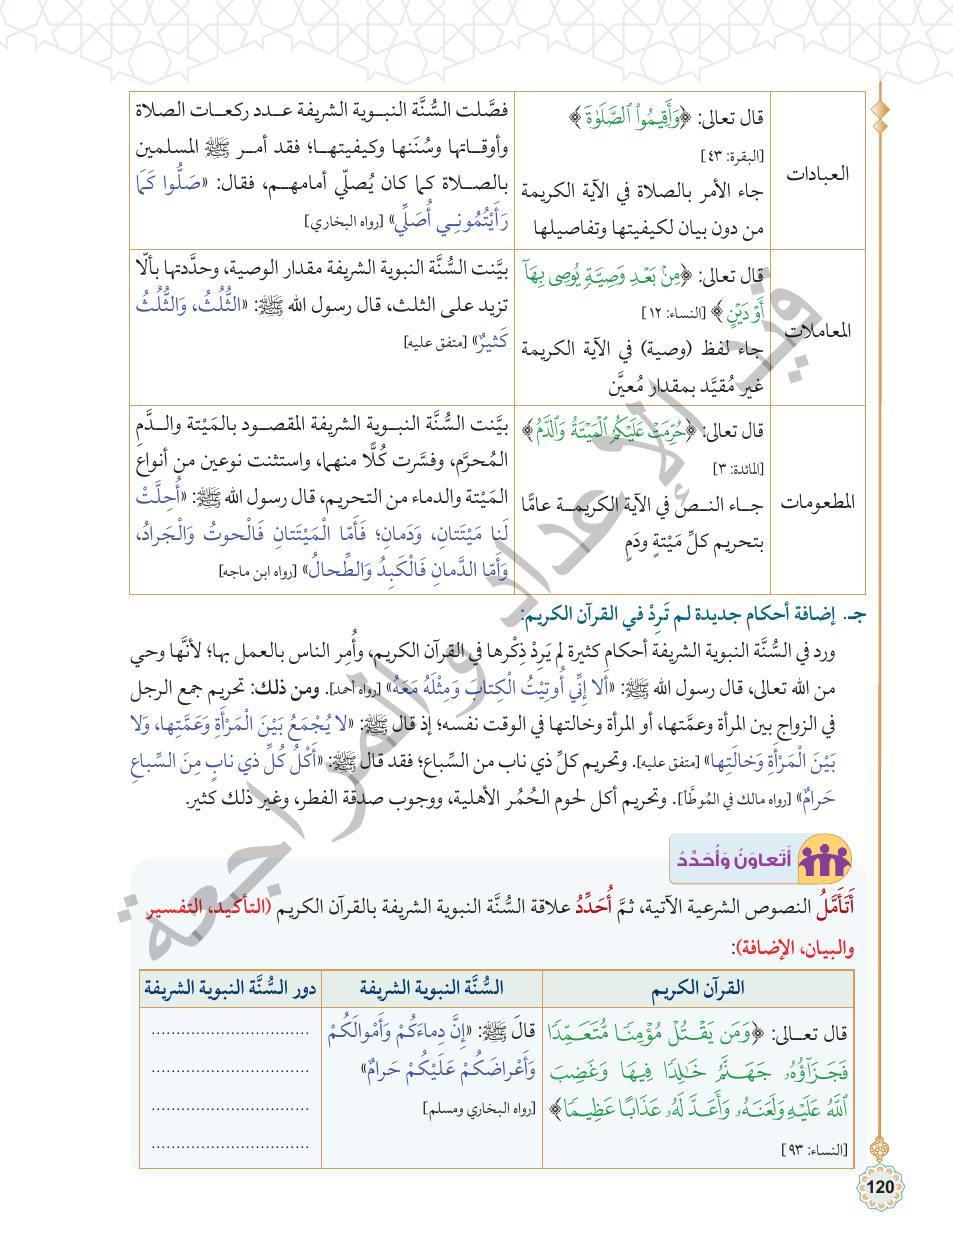 العبادات
قال تعالى: ﴿وَأَقِيمُواْ ٱلصَّلَوٰةَ﴾
[البقرة: ٤٣]
جاء الأمر بالصلاة في الآية الكريمة
من دون بيان لكيفيتها وتفاصيلها
فصَّلت السُّنَّة النبوية الشريفة عدد ركعات الصلاة
وأوقاتها وسُنَنها وكيفيتها؛ فقد أمر ﷺ المسلمين
بالصلاة كما كان يُصلّي أمامهم، فقال: «صَلُّوا كَمَا
رَأَيْتُمُونِي أُصَلِّي» [رواه البخاري]
المعاملات
قال تعالى: ﴿مِنۢ بَعْدِ وَصِيَّةٍ يُوصِى بِهَآ
أَوْ دَيْنٍ﴾ [النساء: ١٢]
جاء لفظ (وصية) في الآية الكريمة
غير مُقيَّد بمقدار مُعيَّن
بيَّنت السُّنَّة النبوية الشريفة مقدار الوصية، وحدَّدتها بألّا
تزيد على الثلث، قال رسول الله ﷺ: «الثُّلُثُ، وَالثُّلُثُ
كَثيرٌ» [متفق عليه]
المطعومات
قال تعالى: ﴿حُرِّمَتْ عَلَيْكُمُ ٱلْمَيْتَةُ وَٱلدَّمُ﴾
[المائدة: ٣]
جاء النص في الآية الكريمة عامًّا
بتحريم كلِّ مَيْتةٍ ودَمٍ
بيَّنت السُّنَّة النبوية الشريفة المقصود بالمَيْتة والدَّمِ
المُحرَّم، وفسَّرت كُلًّا منهما، واستثنت نوعين من أنواع
المَيْتة والدماء من التحريم، قال رسول الله ﷺ: «أُحِلَّتْ
لَنا مَيْتَتانِ، وَدَمانِ؛ فَأَمّا الْمَيْتَتانِ فَالْحوتُ وَالْجَرادُ،
وَأَمّا الدَّمانِ فَالْكَبِدُ وَالطِّحالُ» [رواه ابن ماجه]
جـ. إضافة أحكام جديدة لم تَرِدْ في القرآن الكريم:
ورد في السُّنَّة النبوية الشريفة أحكام كثيرة لم يَرِدْ ذِكْرها في القرآن الكريم، وأُمِر الناس بالعمل بها؛ لأنَّها وحي
من الله تعالى، قال رسول الله ﷺ: «أَلا إِنِّي أُوتِيْتُ الْكِتابَ وَمِثْلَهُ مَعَهُ» [رواه أحمد]. ومن ذلك: تحريم جمع الرجل
في الزواج بين المرأة وعمَّتها، أو المرأة وخالتها في الوقت نفسه؛ إذ قال ﷺ: «لا يُجْمَعُ بَيْنَ الْمَرْأَةِ وَعَمَّتِها، وَلا
بَيْنَ الْمَرْأَةِ وَخَالَتِها» [متفق عليه]. وتحريم كلِّ ذي ناب من السِّباع؛ فقد قال ﷺ: «أَكْلُ كُلِّ ذي نابٍ مِنَ السِّباعِ
حَرامٌ» [رواه مالك في المُوطَّأ]. وتحريم أكل لحوم الحُمُر الأهلية، ووجوب صدقة الفطر، وغير ذلك كثير.
أَتَعاوَنُ وَأُحَدِّدُ
أَتَأَمَّلُ النصوص الشرعية الآتية، ثمَّ أُحَدِّدُ علاقة السُّنَّة النبوية الشريفة بالقرآن الكريم (التأكيد، التفسير
والبيان، الإضافة):
القرآن الكريم
السُّنَّة النبوية الشريفة
دور السُّنَّة النبوية الشريفة
قال تعالى: ﴿وَمَن يَقْتُلْ مُؤْمِنًا مُّتَعَمِّدًا
فَجَزَآؤُهُۥ جَهَنَّمُ خَٰلِدًا فِيهَا وَغَضِبَ
ٱللَّهُ عَلَيْهِ وَلَعَنَهُۥ وَأَعَدَّ لَهُۥ عَذَابًا عَظِيمًا﴾
[النساء: ٩٣]
قالَ ﷺ: «إِنَّ دِماءَكُمْ وَأَمْوالَكُمْ
وَأَعْراضَكُمْ عَلَيْكُمْ حَرامٌ»
[رواه البخاري ومسلم]
................................
................................
................................
................................
120
قيد الإعداد والمراجعة